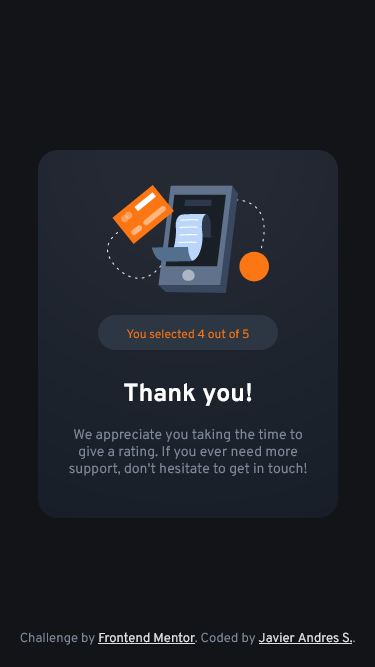 You selected 4 out of 5
Thank you!
We appreciate you taking the time to
give a rating. If you ever need more
support, don't hesitate to get in touch!
Challenge by Frontend Mentor. Coded by Javier Andres S..